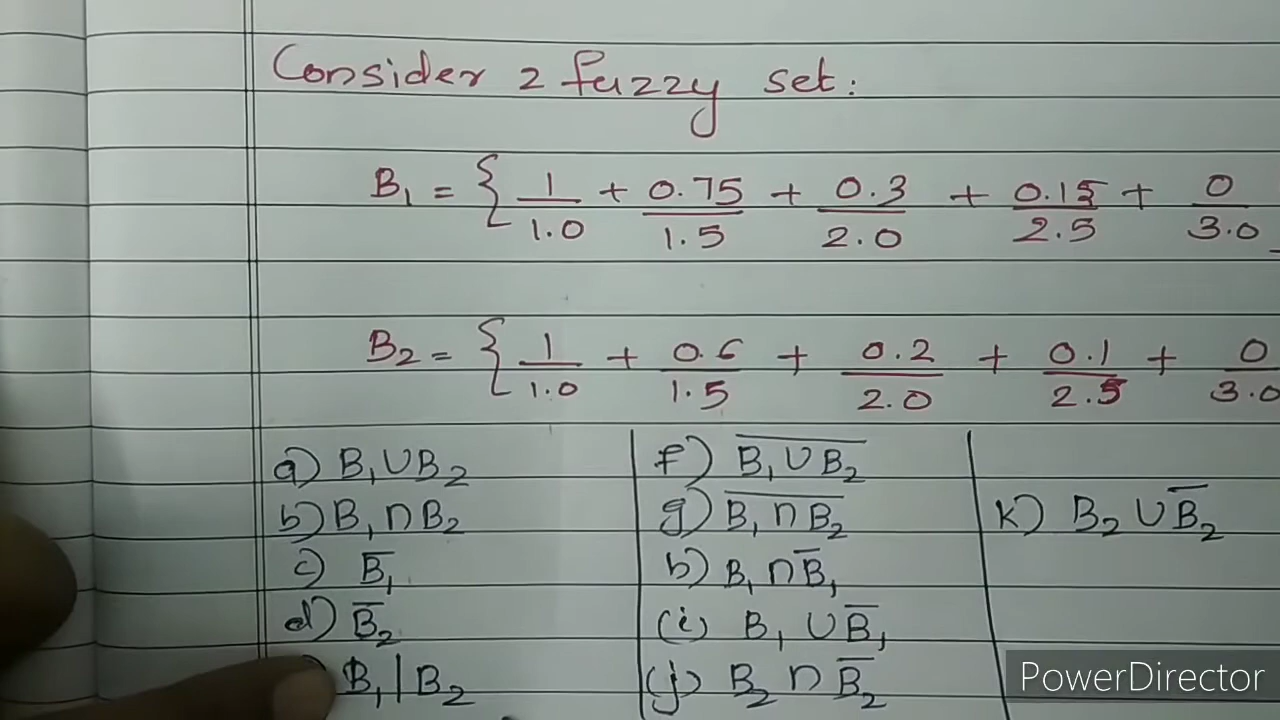 Consider 2 fuzzy set:
B₁ = { 1/1.0 + 0.75/1.5 + 0.3/2.0 + 0.15/2.5 + 0/3.0
B₂ = { 1/1.0 + 0.6/1.5 + 0.2/2.0 + 0.1/2.5 + 0/3.0
a) B₁ ∪ B₂
b) B₁ ∩ B₂
c) B̅₁
d) B̅₂
) B₁ | B₂
f) \overline{B₁ ∪ B₂}
g) \overline{B₁ ∩ B₂}
b) B₁ ∩ B̅₁
(i) B₁ ∪ B̅₁
(j) B₂ ∩ B̅₂
k) B₂ ∪ B̅₂
PowerDirector